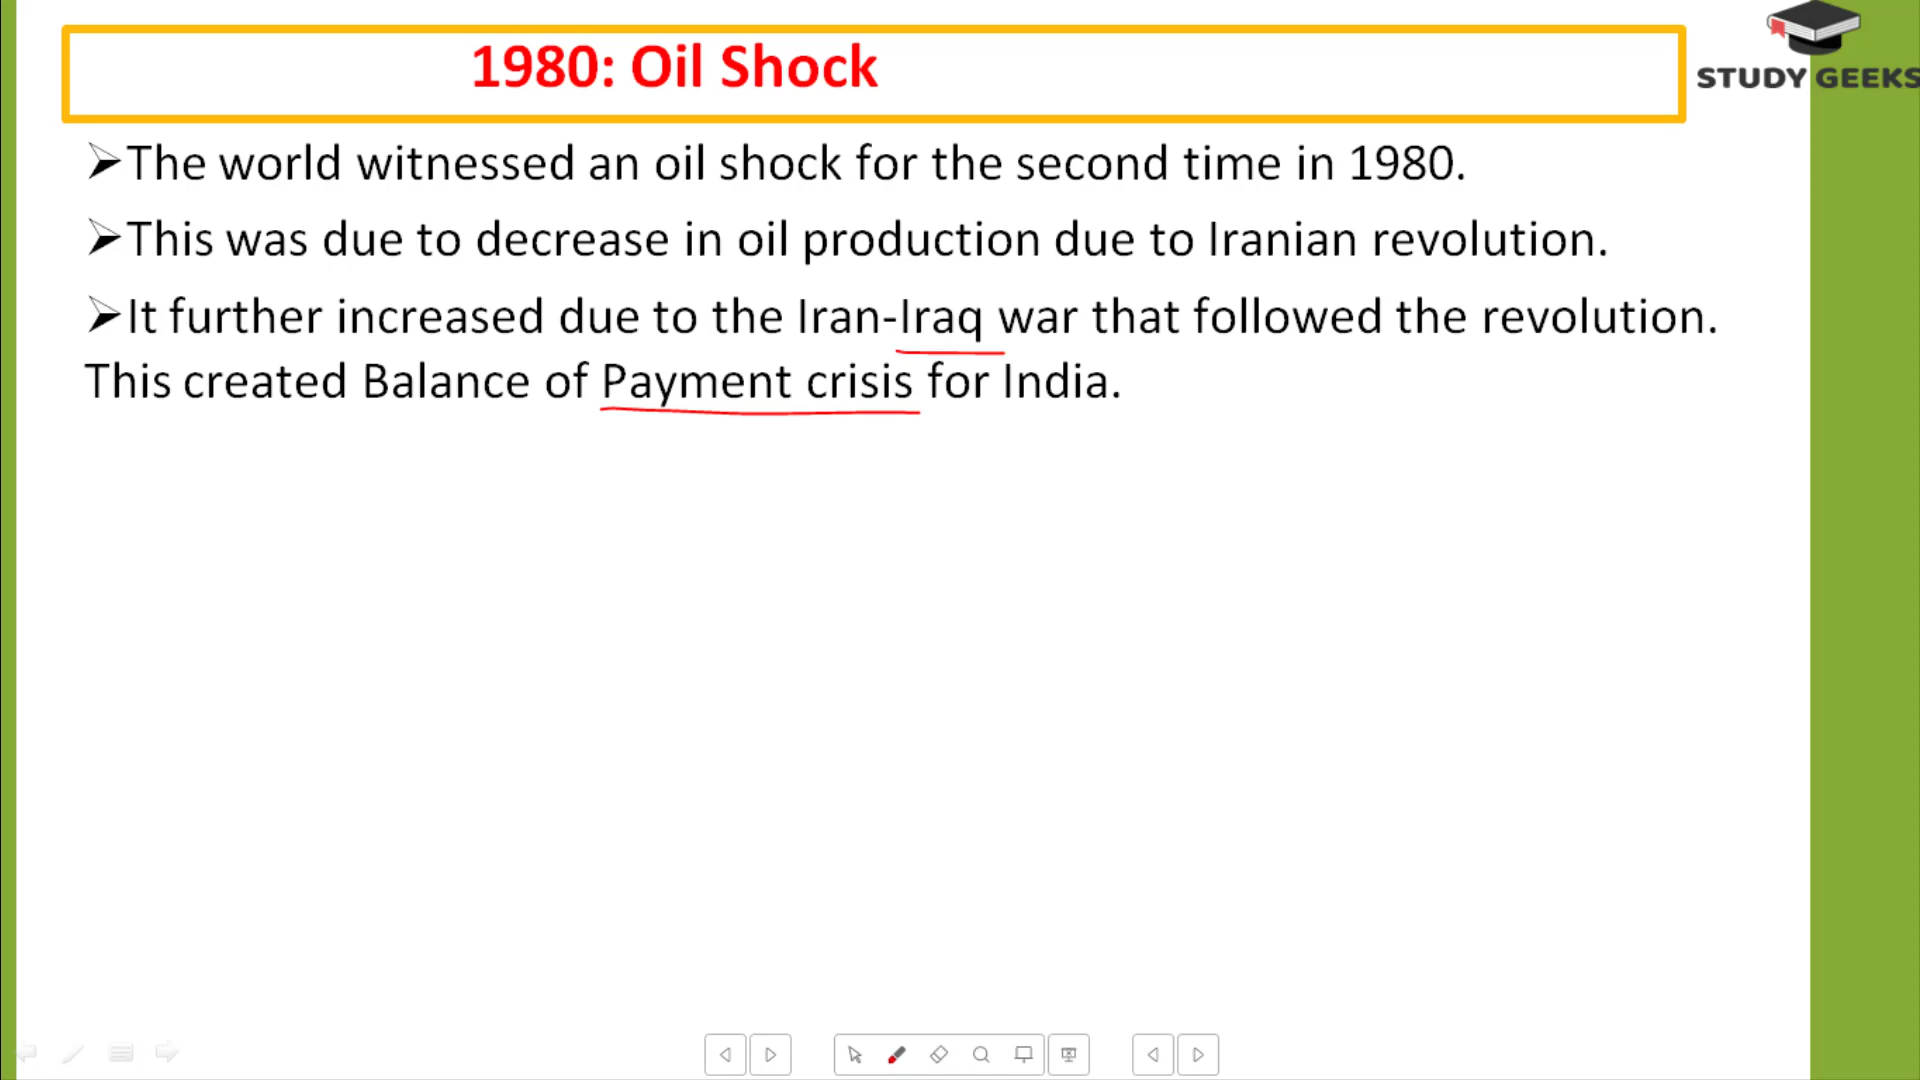 1980: Oil Shock
STUDY GEEKS
➢The world witnessed an oil shock for the second time in 1980.
➢This was due to decrease in oil production due to Iranian revolution.
➢It further increased due to the Iran-Iraq war that followed the revolution.
This created Balance of Payment crisis for India.